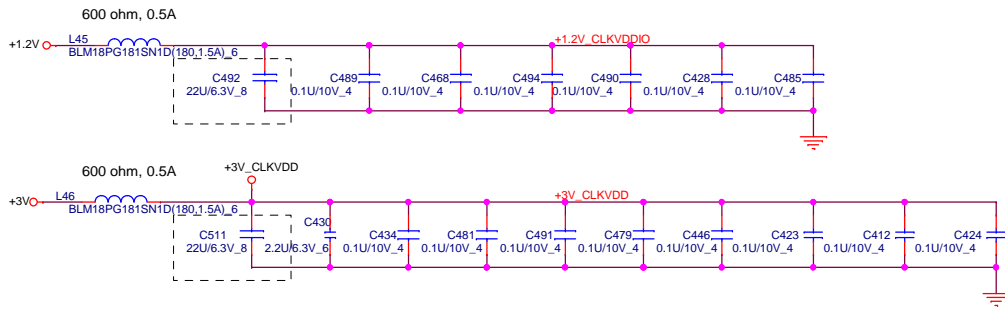 600 ohm, 0.5A
+1.2V
L45
BLM18PG181SN1D(180,1.5A)_6
+1.2V_CLKVDDIO
C492
22U/6.3V_8
C489
0.1U/10V_4
C468
0.1U/10V_4
C494
0.1U/10V_4
C490
0.1U/10V_4
C428
0.1U/10V_4
C485
0.1U/10V_4
600 ohm, 0.5A
+3V_CLKVDD
+3V
L46
BLM18PG181SN1D(180,1.5A)_6
+3V_CLKVDD
C511
22U/6.3V_8
C430
2.2U/6.3V_6
C434
0.1U/10V_4
C481
0.1U/10V_4
C491
0.1U/10V_4
C479
0.1U/10V_4
C446
0.1U/10V_4
C423
0.1U/10V_4
C412
0.1U/10V_4
C424
0.1U/10V_4